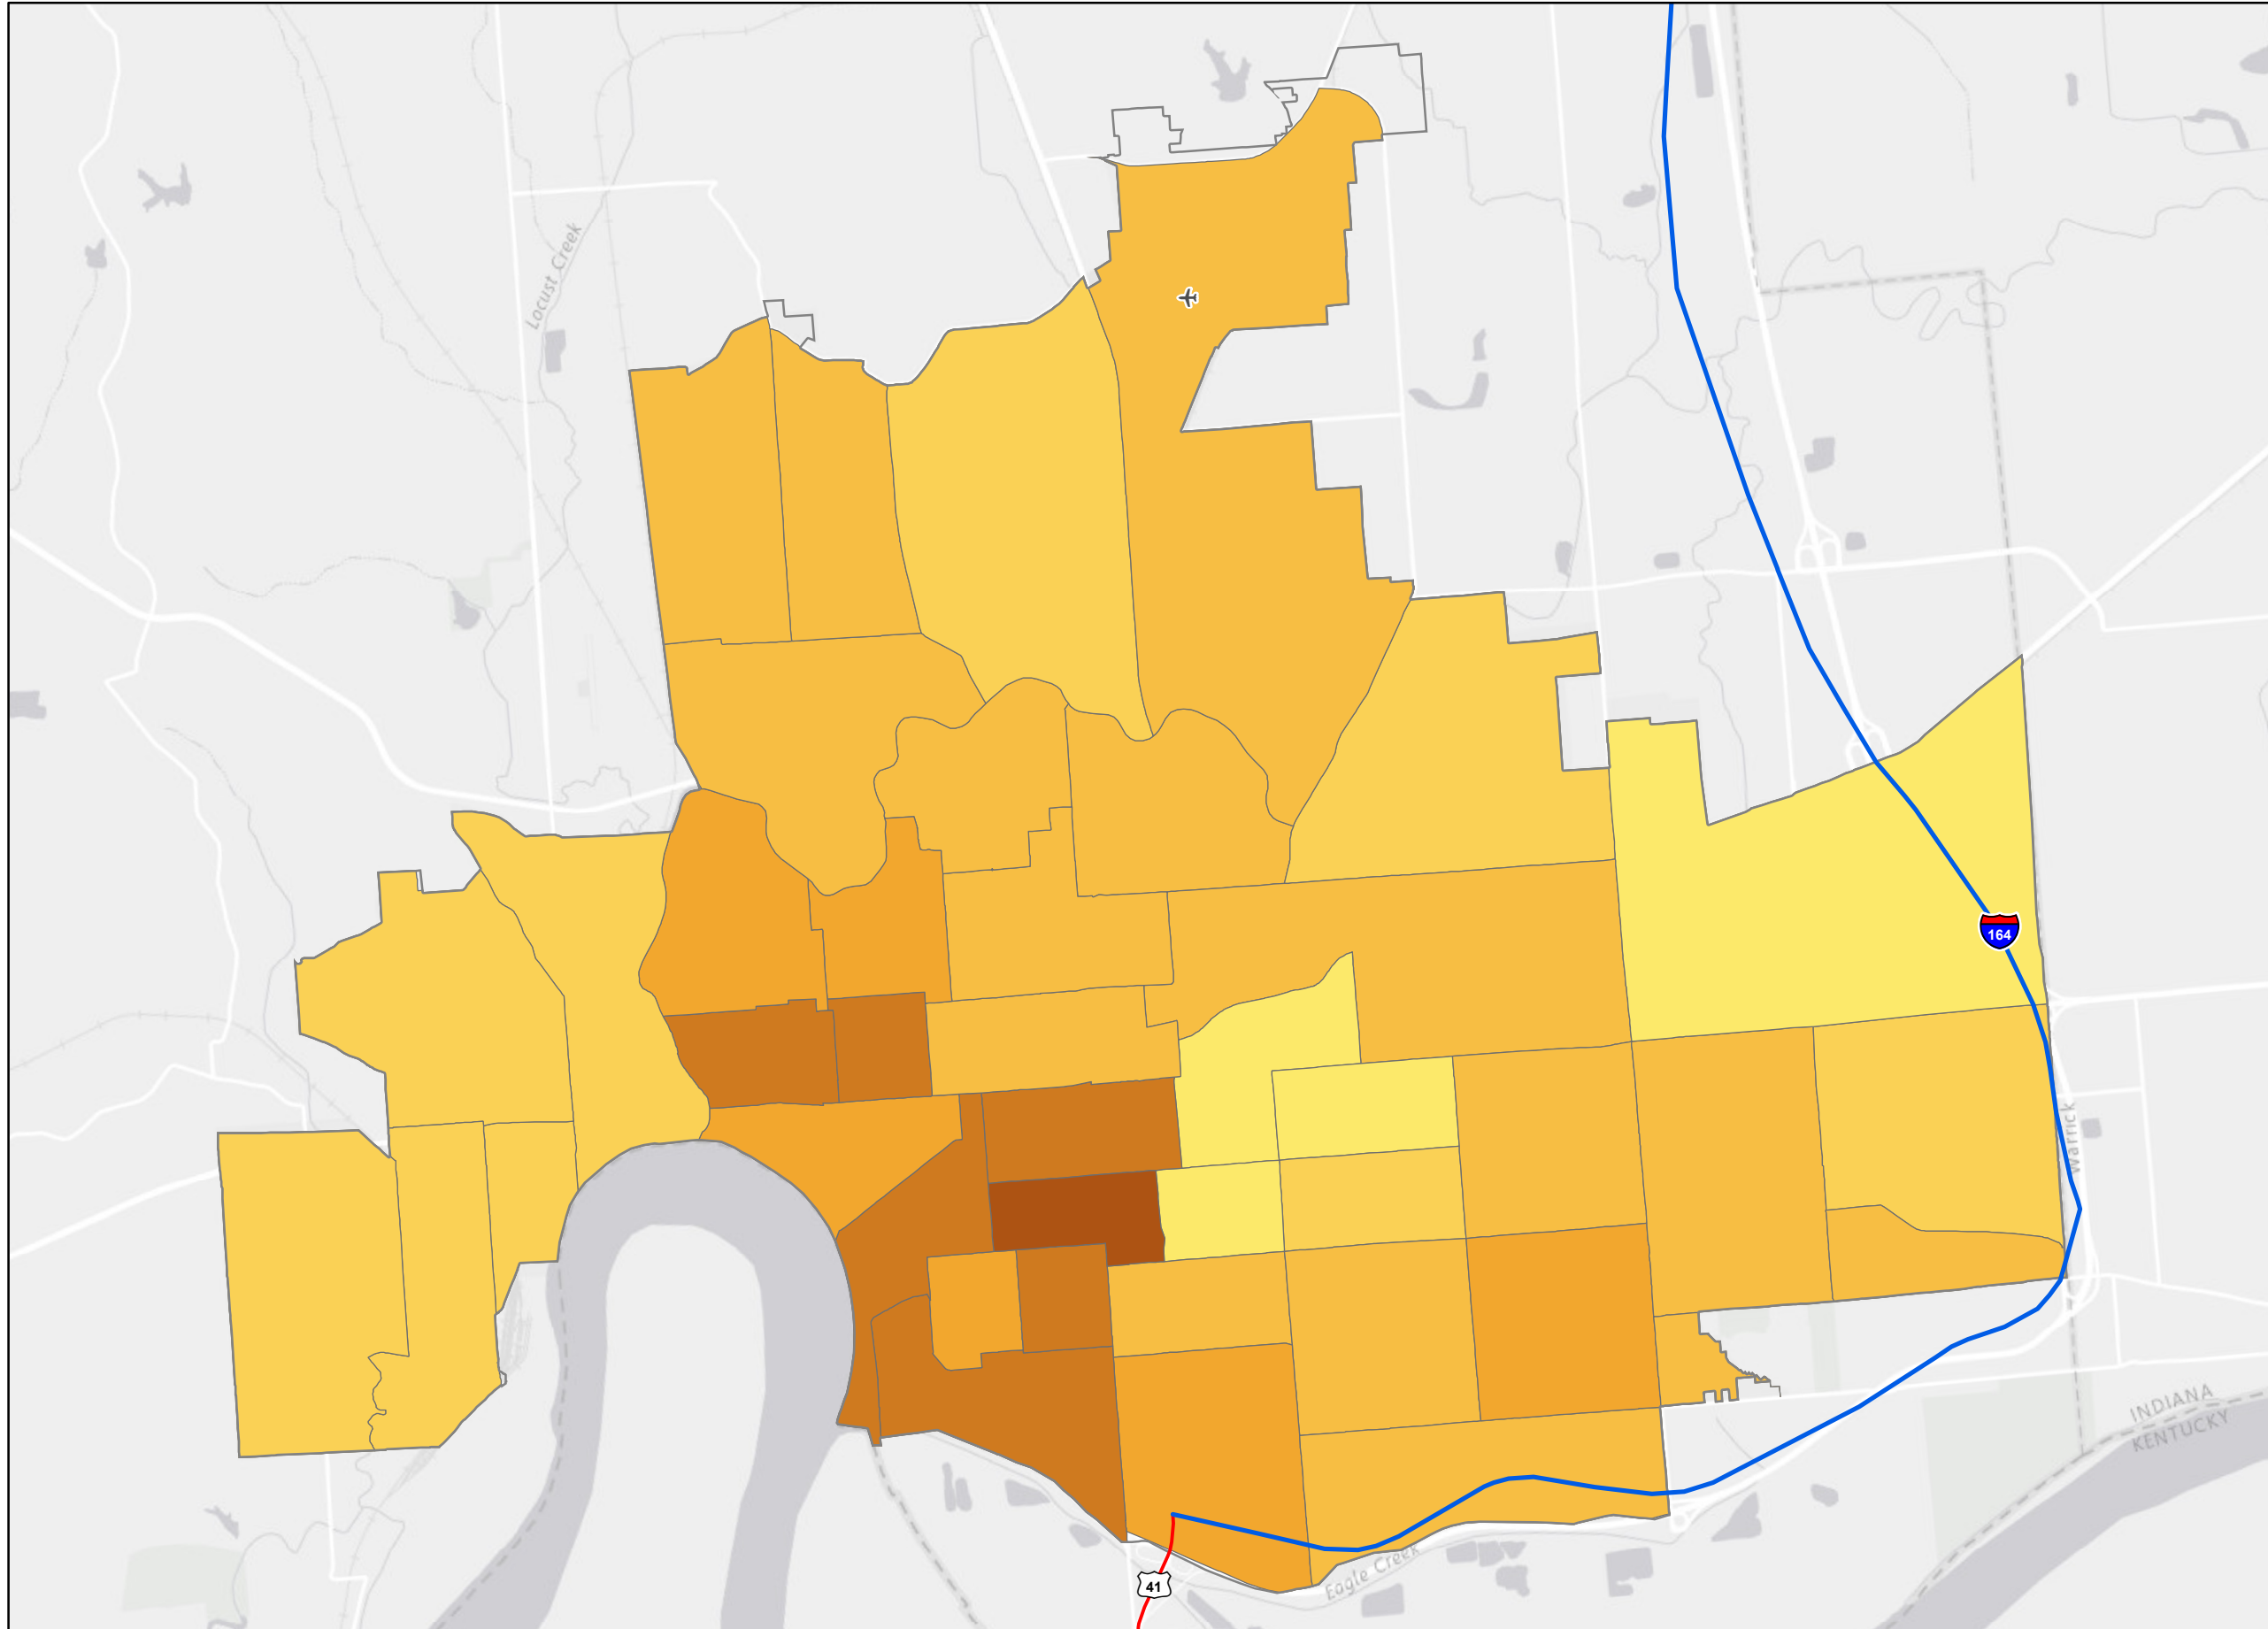 Locust Creek
164
Warrick
INDIANA
KENTUCKY
Eagle Creek
41